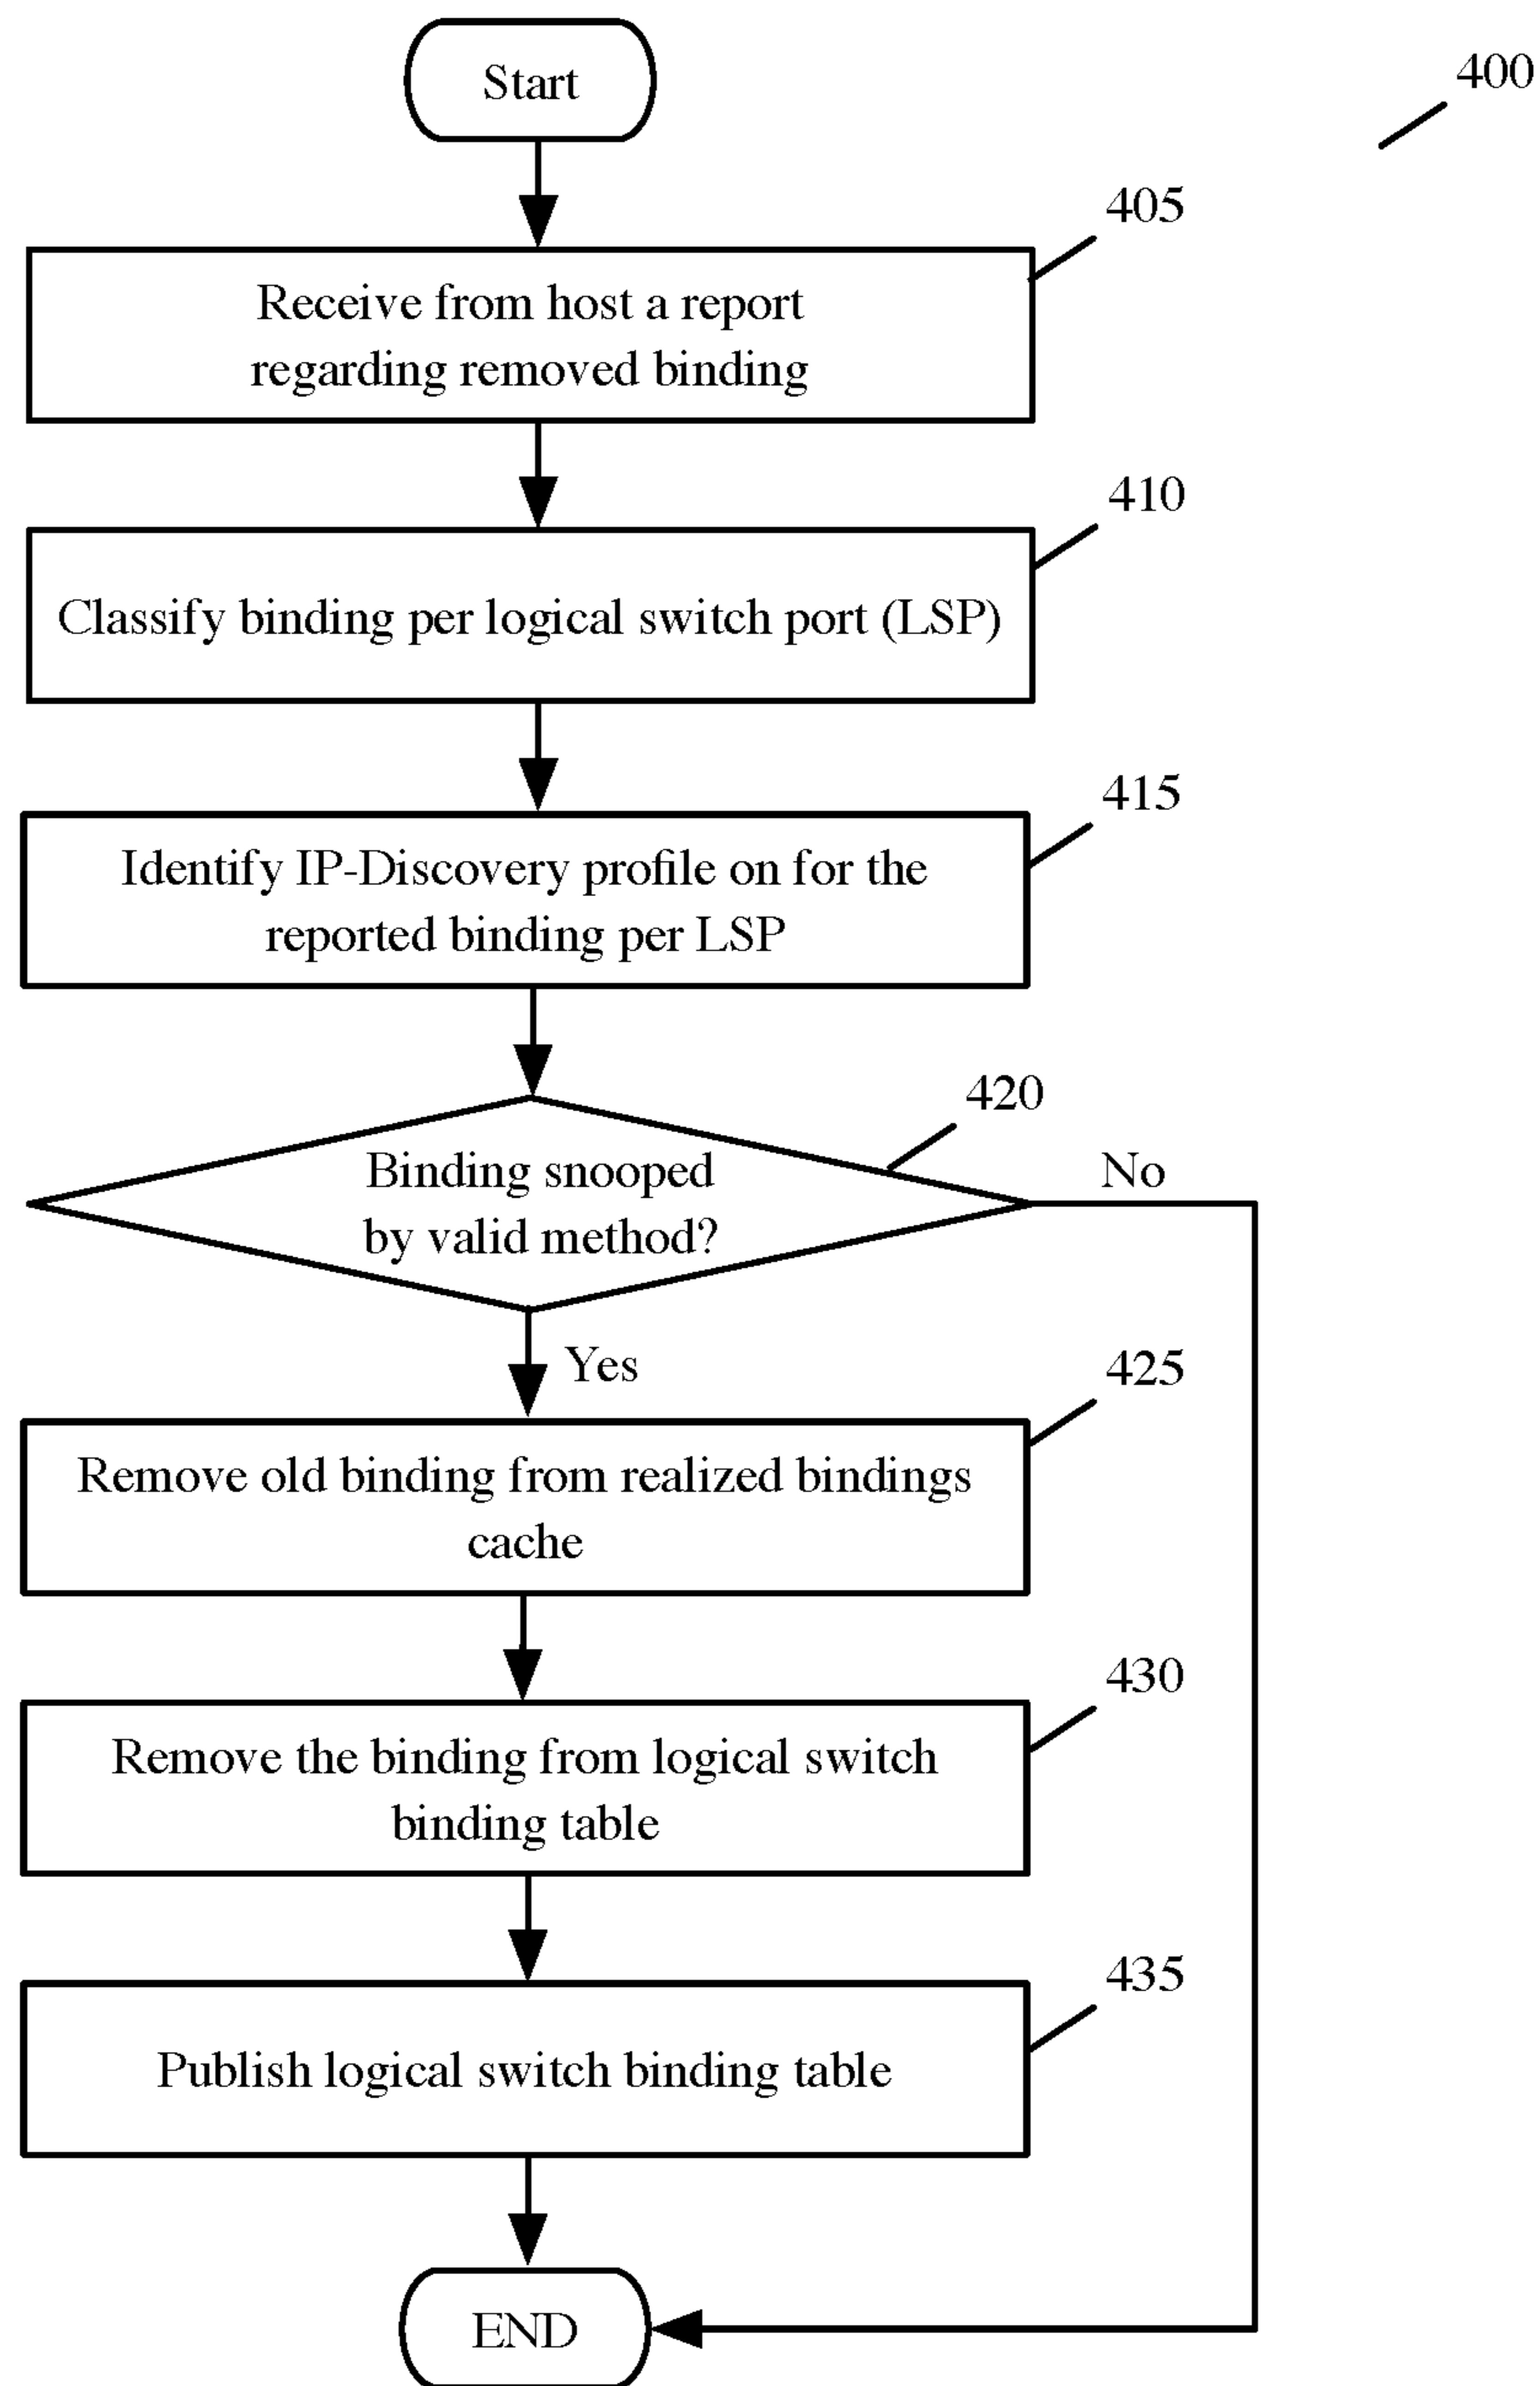 Start
400
405
Receive from host a report
regarding removed binding
410
Classify binding per logical switch port (LSP)
415
Identify IP-Discovery profile on for the
reported binding per LSP
420
Binding snooped
by valid method?
No
Yes
425
Remove old binding from realized bindings
cache
430
Remove the binding from logical switch
binding table
435
Publish logical switch binding table
END